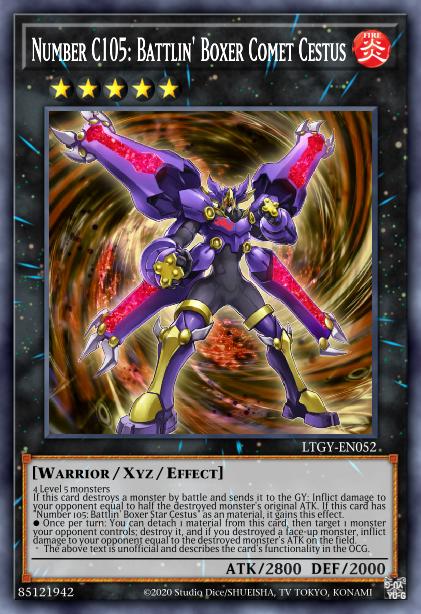 Number C105: Battlin' Boxer Comet Cestus
FIRE
炎
LTGY-EN052
[Warrior / Xyz / Effect]
4 Level 5 monsters
If this card destroys a monster by battle and sends it to the GY: Inflict damage to
your opponent equal to half the destroyed monster's original ATK. If this card has
"Number 105: Battlin' Boxer Star Cestus" as an material, it gains this effect.
● Once per turn: You can detach 1 material from this card, then target 1 monster
your opponent controls; destroy it, and if you destroyed a face-up monster, inflict
damage to your opponent equal to the destroyed monster's ATK on the field.
- The above text is unofficial and describes the card's functionality in the OCG.
ATK/2800 DEF/2000
85121942
©2020 Studio Dice/SHUEISHA, TV TOKYO, KONAMI